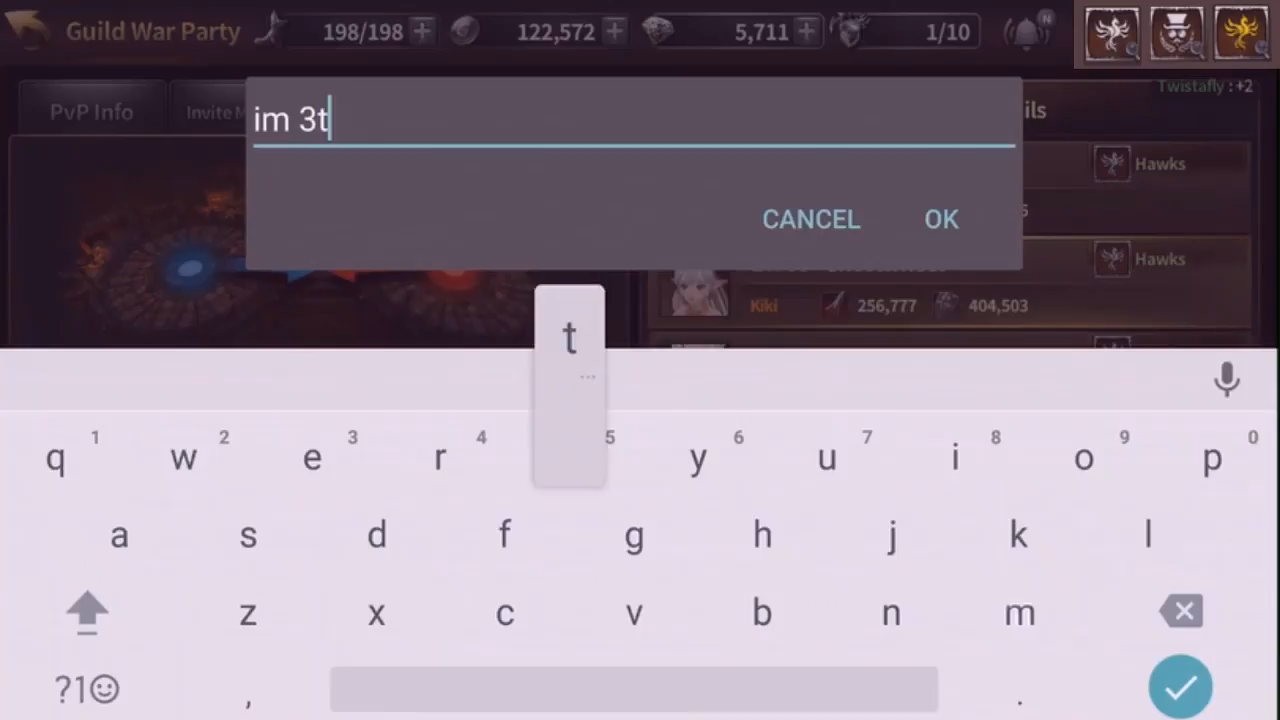 Guild War Party 198/198 122,572 5,711 1/10 N
Twistafly : +2
PvP Info Invite ils
im 3t
Hawks
CANCEL OK
Hawks
Kiki 256,777 404,503
t
...
1 2 3 4 5 6 7 8 9 0
q w e r y u i o p
a s d f g h j k l
z x c v b n m
?1☺ , .